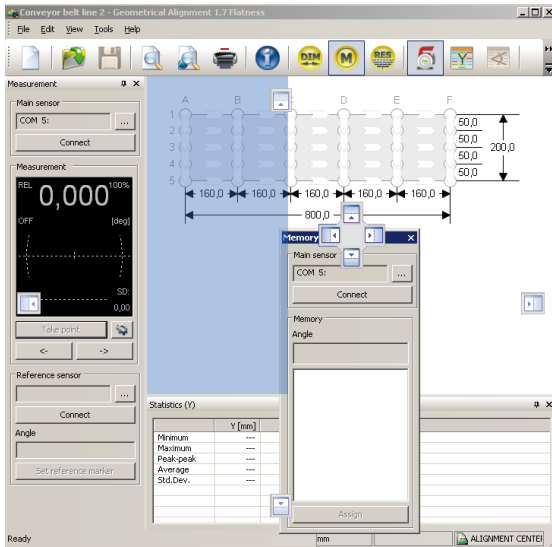 Conveyor belt line 2 - Geometrical Alignment 1.7 Flatness
File Edit View Tools Help
DIM M RES Y
Measurement
Main sensor
COM 5:
...
Connect
Measurement
REL 0,000 100%
OFF [deg]
SD:
0,00
Take point
<- ->
Reference sensor
...
Connect
Angle
Set reference marker
A B D E F
1
2
3
4
5
50,0
50,0
50,0
50,0
200,0
160,0 160,0 160,0 160,0 160,0
800,0
Memory
Main sensor
COM 5:
...
Connect
Memory
Angle
Assign
Statistics (Y)
Y [mm]
Minimum ---
Maximum ---
Peak-peak ---
Average ---
Std.Dev. ---
Ready
mm
ALIGNMENT CENTE